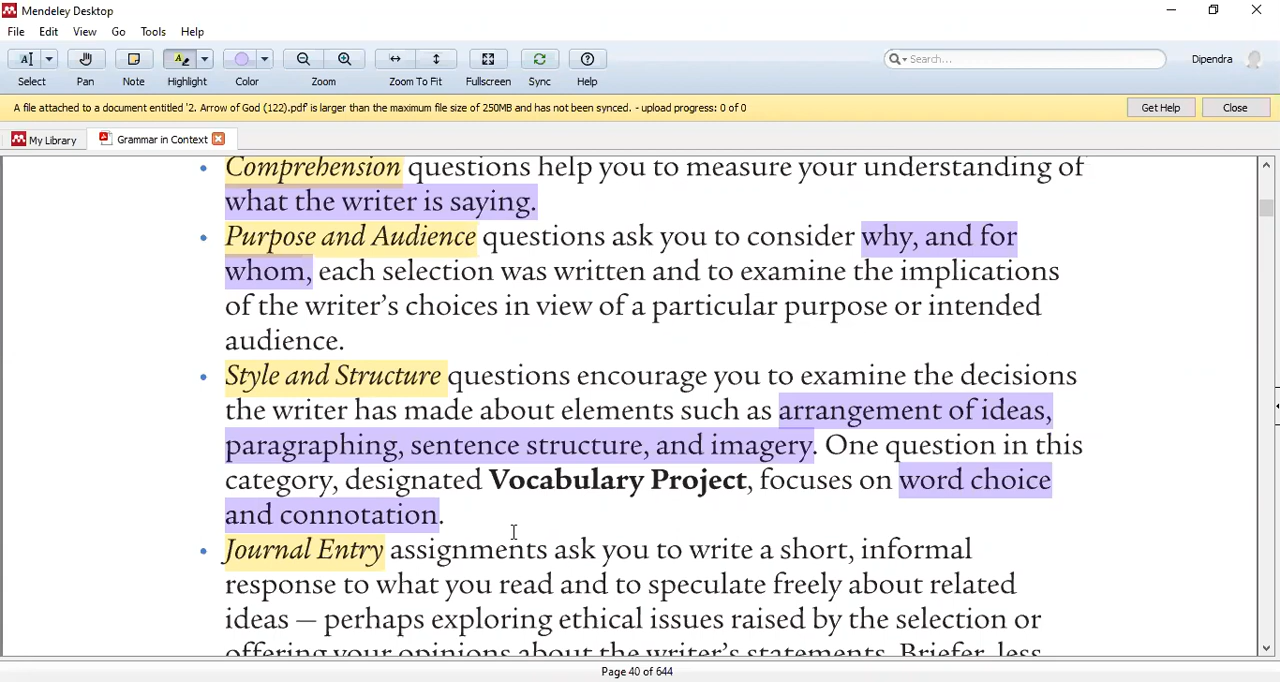 Mendeley Desktop
File Edit View Go Tools Help
Select Pan Note Highlight Color Zoom Zoom To Fit Fullscreen Sync Help
Search...
Dipendra
A file attached to a document entitled '2. Arrow of God (122).pdf' is larger than the maximum file size of 250MB and has not been synced. - upload progress: 0 of 0
Get Help Close
My Library Grammar in Context
• Comprehension questions help you to measure your understanding of
what the writer is saying.
• Purpose and Audience questions ask you to consider why, and for
whom, each selection was written and to examine the implications
of the writer’s choices in view of a particular purpose or intended
audience.
• Style and Structure questions encourage you to examine the decisions
the writer has made about elements such as arrangement of ideas,
paragraphing, sentence structure, and imagery. One question in this
category, designated Vocabulary Project, focuses on word choice
and connotation.
• Journal Entry assignments ask you to write a short, informal
response to what you read and to speculate freely about related
ideas — perhaps exploring ethical issues raised by the selection or
offering your opinions about the writer’s statements. Briefer, less
Page 40 of 644